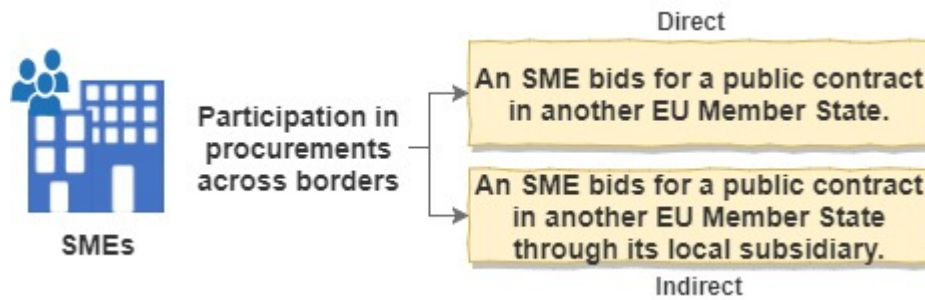 SMEs
Participation in
procurements
across borders
Direct
An SME bids for a public contract
in another EU Member State.
An SME bids for a public contract
in another EU Member State
through its local subsidiary.
Indirect